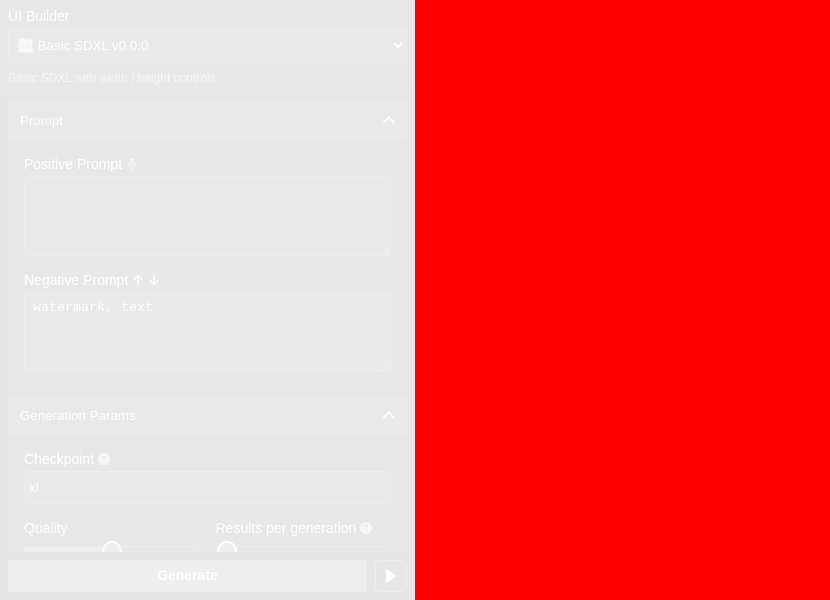 UI Builder
Basic SDXL v0.0.0
Basic SDXL with width / height controls
Prompt
Positive Prompt
Negative Prompt
watermark, text
Generation Params
Checkpoint
xl
Quality Results per generation
Generate